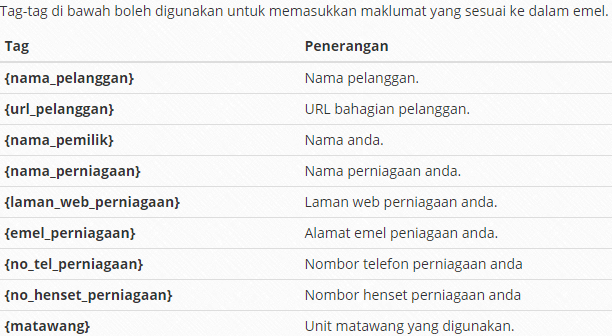 Tag-tag di bawah boleh digunakan untuk memasukkan maklumat yang sesuai ke dalam emel.
Tag Penerangan
{nama_pelanggan} Nama pelanggan.
{url_pelanggan} URL bahagian pelanggan.
{nama_pemilik} Nama anda.
{nama_perniagaan} Nama perniagaan anda.
{laman_web_perniagaan} Laman web perniagaan anda.
{emel_perniagaan} Alamat emel peniagaan anda.
{no_tel_perniagaan} Nombor telefon perniagaan anda
{no_henset_perniagaan} Nombor henset perniagaan anda
{matawang} Unit matawang yang digunakan.